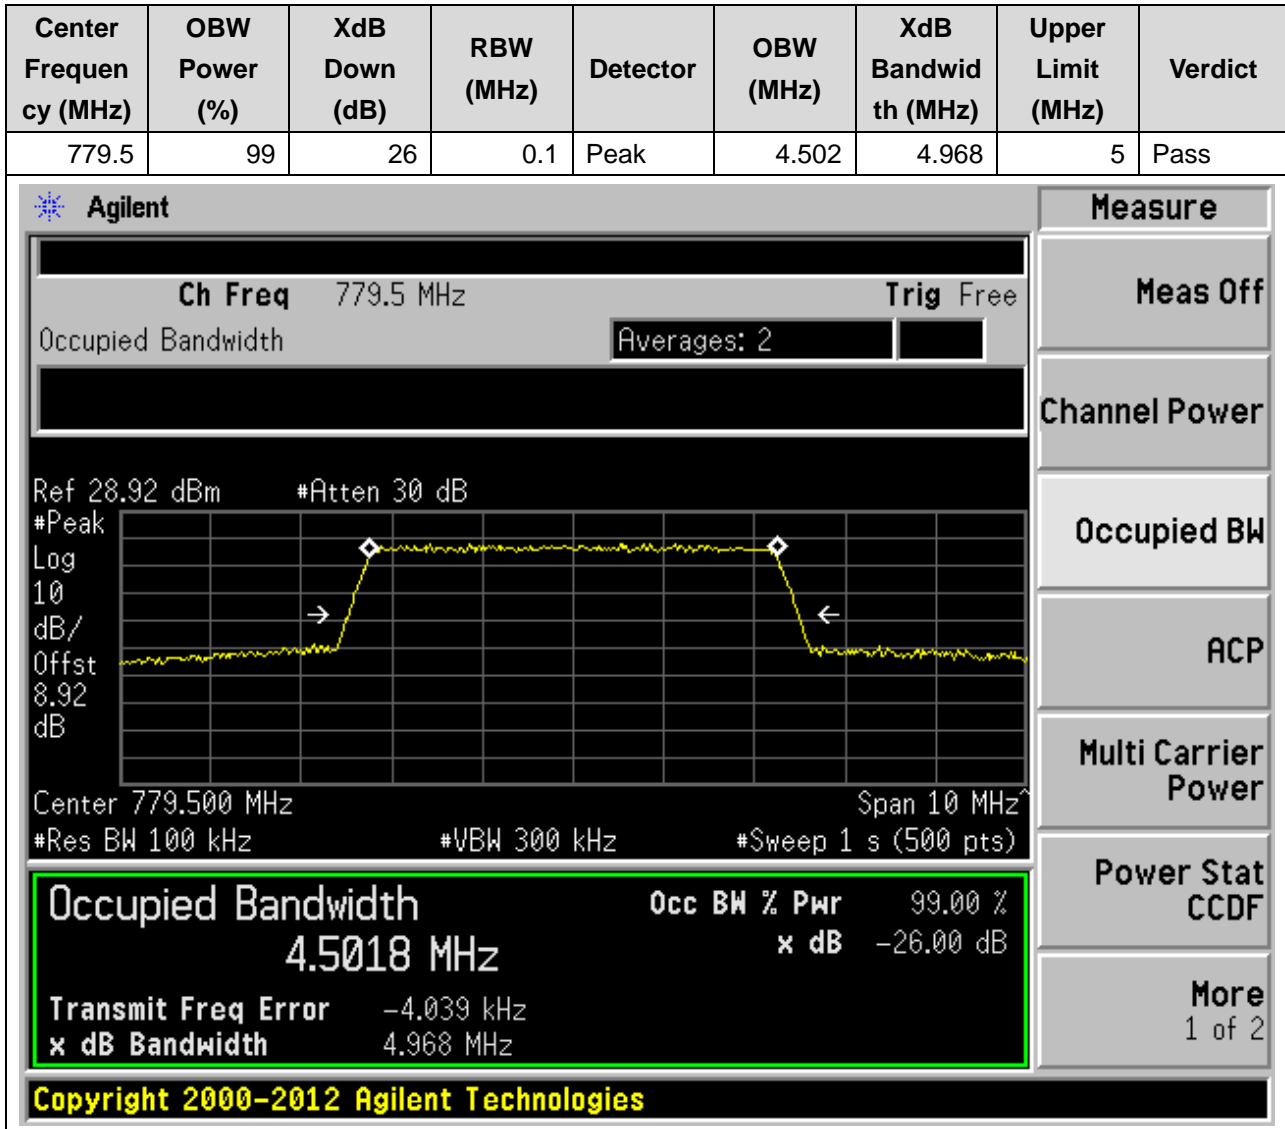 Center Frequen cy (MHz) OBW Power (%) XdB Down (dB) RBW (MHz) Detector OBW (MHz) XdB Bandwid th (MHz) Upper Limit (MHz) Verdict
779.5 99 26 0.1 Peak 4.502 4.968 5 Pass
Agilent
Measure
Ch Freq 779.5 MHz Trig Free
Occupied Bandwidth Averages: 2
Meas Off
Channel Power
Occupied BW
ACP
Multi Carrier
Power
Power Stat
CCDF
More
1 of 2
Ref 28.92 dBm #Atten 30 dB
#Peak
Log
10
dB/
Offst
8.92
dB
Center 779.500 MHz Span 10 MHz^
#Res BW 100 kHz #VBW 300 kHz #Sweep 1 s (500 pts)
Occupied Bandwidth Occ BW % Pwr 99.00 %
4.5018 MHz x dB -26.00 dB
Transmit Freq Error -4.039 kHz
x dB Bandwidth 4.968 MHz
Copyright 2000-2012 Agilent Technologies